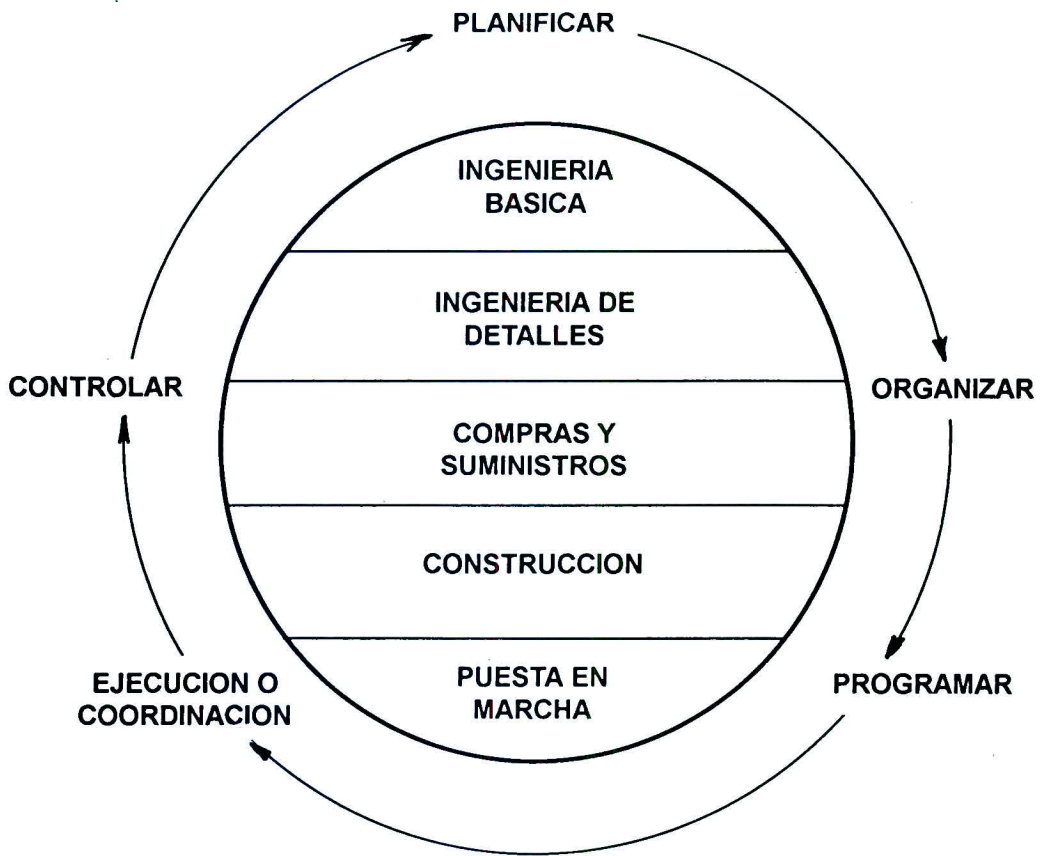 PLANIFICAR
INGENIERIA
BASICA
INGENIERIA DE
DETALLES
CONTROLAR
ORGANIZAR
COMPRAS Y
SUMINISTROS
CONSTRUCCION
EJECUCION O
COORDINACION
PUESTA EN
MARCHA
PROGRAMAR